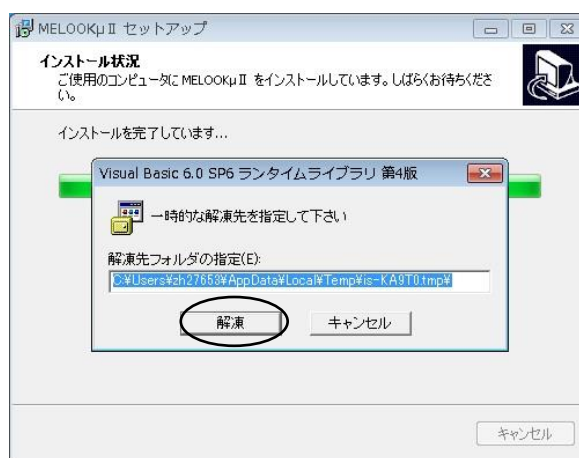 MELOOKμⅡ セットアップ
インストール状況
ご使用のコンピュータに MELOOKμⅡ をインストールしています。しばらくお待ちくださ
い。
インストールを完了しています...
Visual Basic 6.0 SP6 ランタイムライブラリ 第4版
一時的な解凍先を指定して下さい
解凍先フォルダの指定(E):
C:¥Users¥zh27653¥AppData¥Local¥Temp¥is-KA9T0.tmp¥
解凍
キャンセル
キャンセル